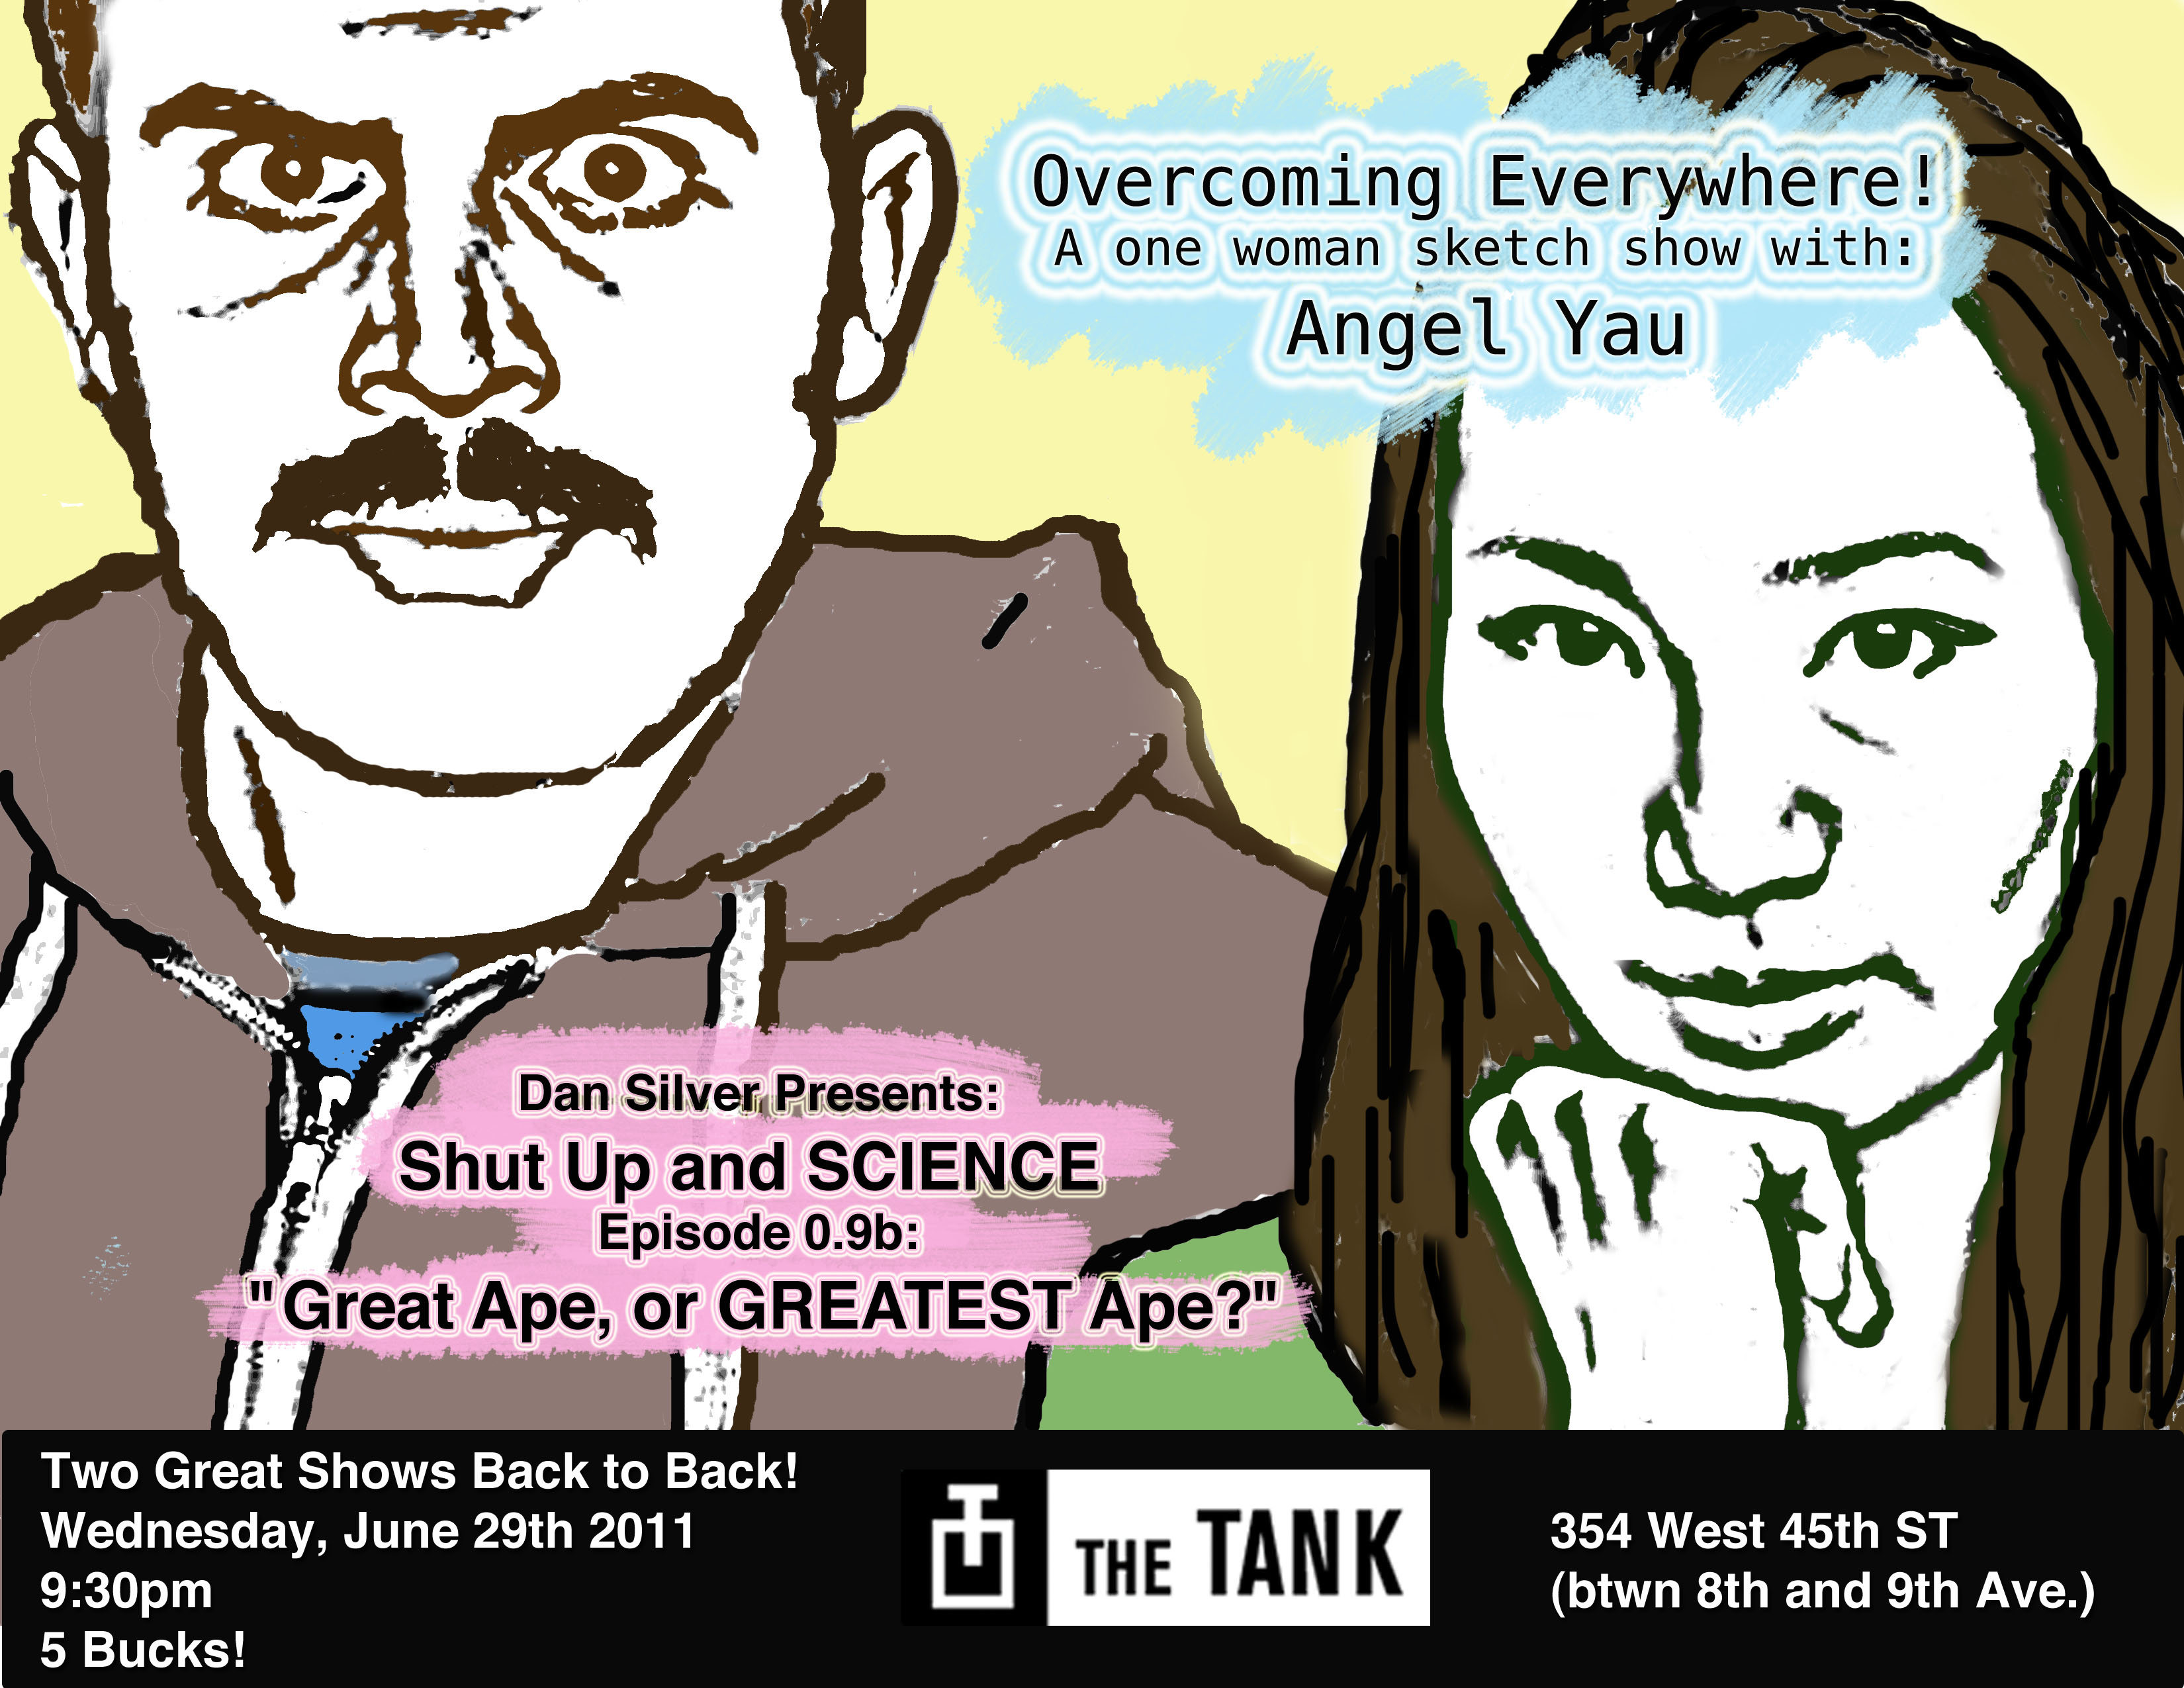 Overcoming Everywhere!
A one woman sketch show with:
Angel Yau
Dan Silver Presents:
Shut Up and SCIENCE
Episode 0.9b:
"Great Ape, or GREATEST Ape?"
Two Great Shows Back to Back!
Wednesday, June 29th 2011
9:30pm
5 Bucks!
THE TANK
354 West 45th ST
(btwn 8th and 9th Ave.)